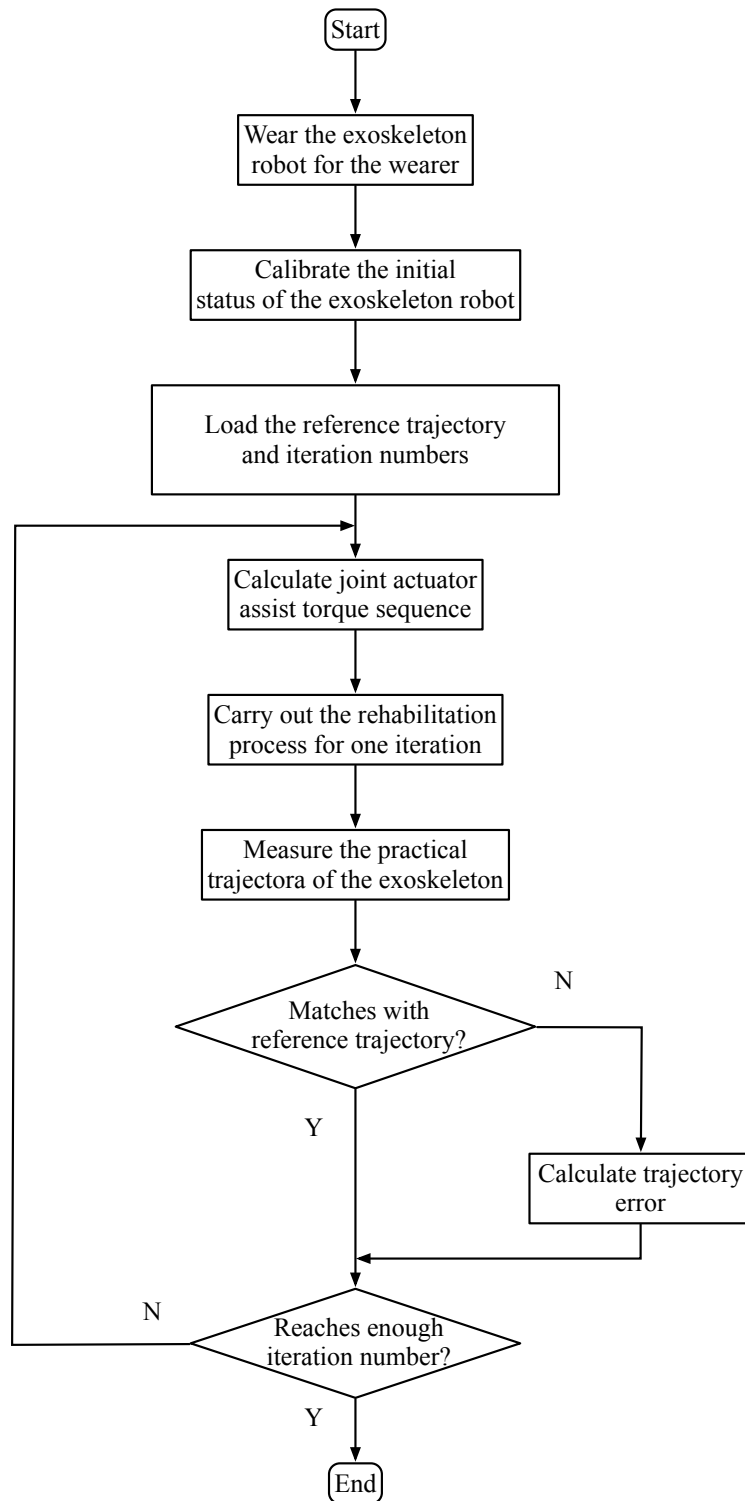 Start
Wear the exoskeleton
robot for the wearer
Calibrate the initial
status of the exoskeleton robot
Load the reference trajectory
and iteration numbers
Calculate joint actuator
assist torque sequence
Carry out the rehabilitation
process for one iteration
Measure the practical
trajectora of the exoskeleton
Matches with
reference trajectory?
N
Y
Calculate trajectory
error
Reaches enough
iteration number?
N
Y
End